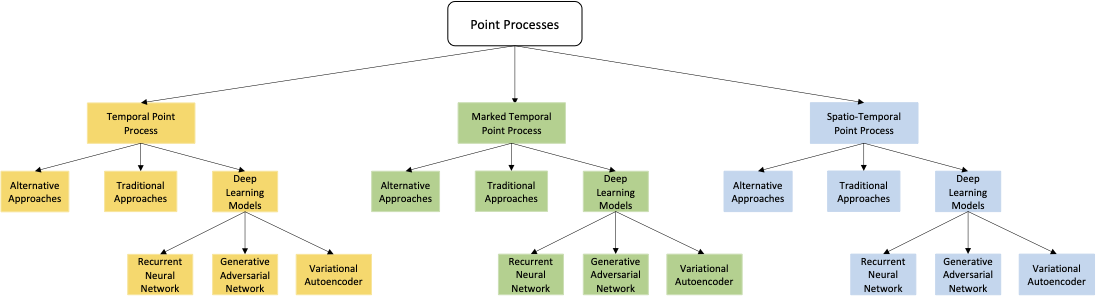 Point Processes
Temporal Point
Process
Marked Temporal
Point Process
Spatio-Temporal
Point Process
Alternative
Approaches
Traditional
Approaches
Deep
Learning
Models
Alternative
Approaches
Traditional
Approaches
Deep
Learning
Models
Alternative
Approaches
Traditional
Approaches
Deep
Learning
Models
Recurrent
Neural
Network
Generative
Adversarial
Network
Variational
Autoencoder
Recurrent
Neural
Network
Generative
Adversarial
Network
Variational
Autoencoder
Recurrent
Neural
Network
Generative
Adversarial
Network
Variational
Autoencoder